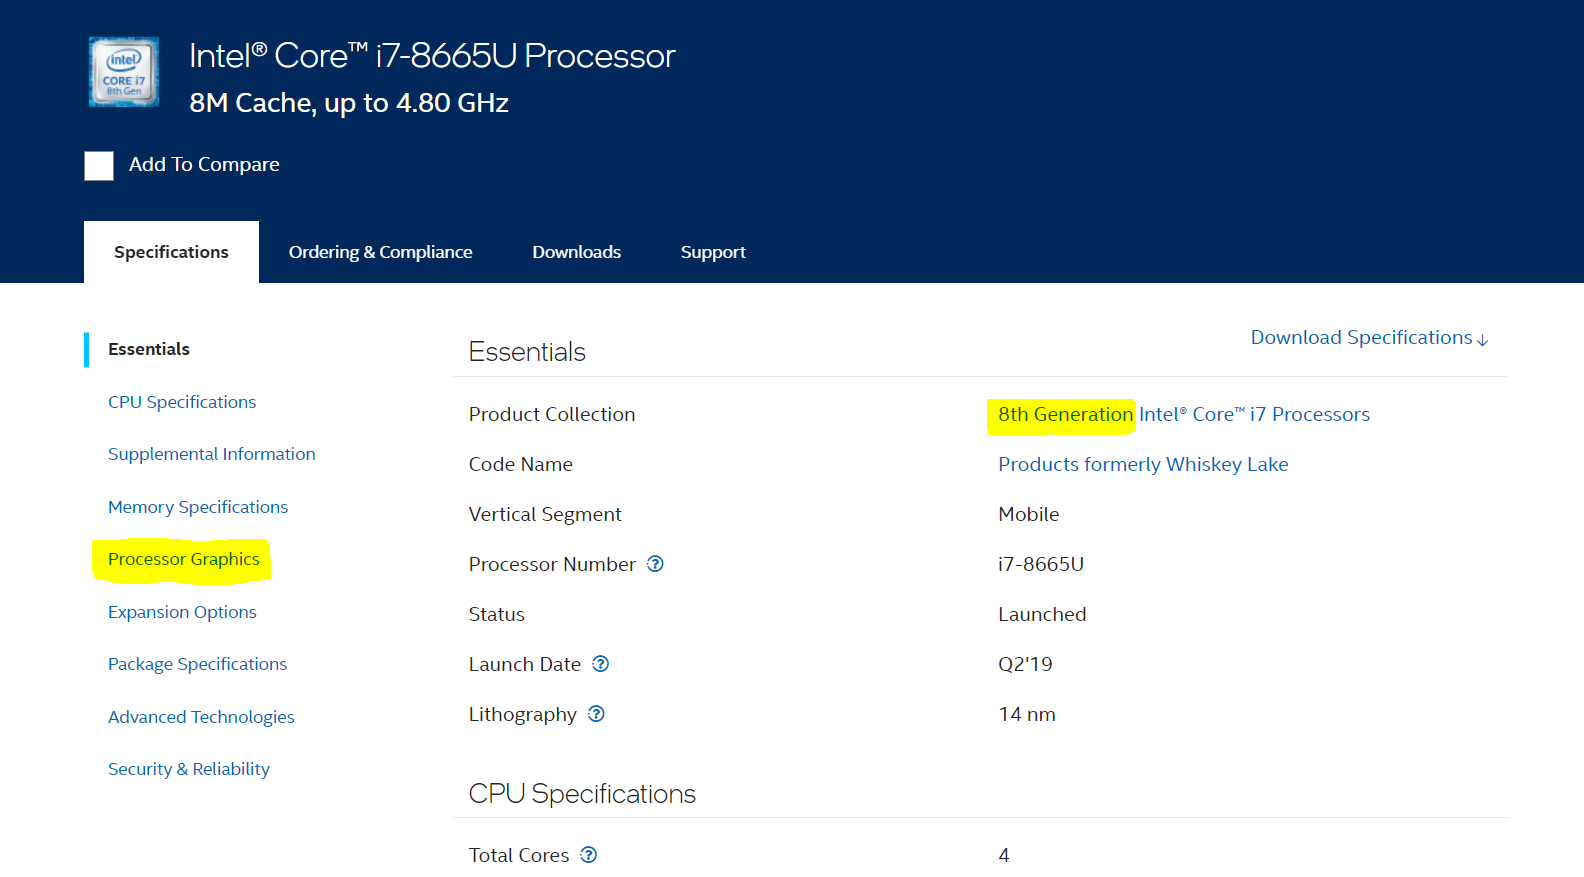 intel
CORE i7
8th Gen
Intel® Core™ i7-8665U Processor
8M Cache, up to 4.80 GHz
Add To Compare
Specifications
Ordering & Compliance
Downloads
Support
Essentials
CPU Specifications
Supplemental Information
Memory Specifications
Processor Graphics
Expansion Options
Package Specifications
Advanced Technologies
Security & Reliability
Download Specifications
Essentials
Product Collection 8th Generation Intel® Core™ i7 Processors
Code Name Products formerly Whiskey Lake
Vertical Segment Mobile
Processor Number ? i7-8665U
Status Launched
Launch Date ? Q2'19
Lithography ? 14 nm
CPU Specifications
Total Cores ? 4